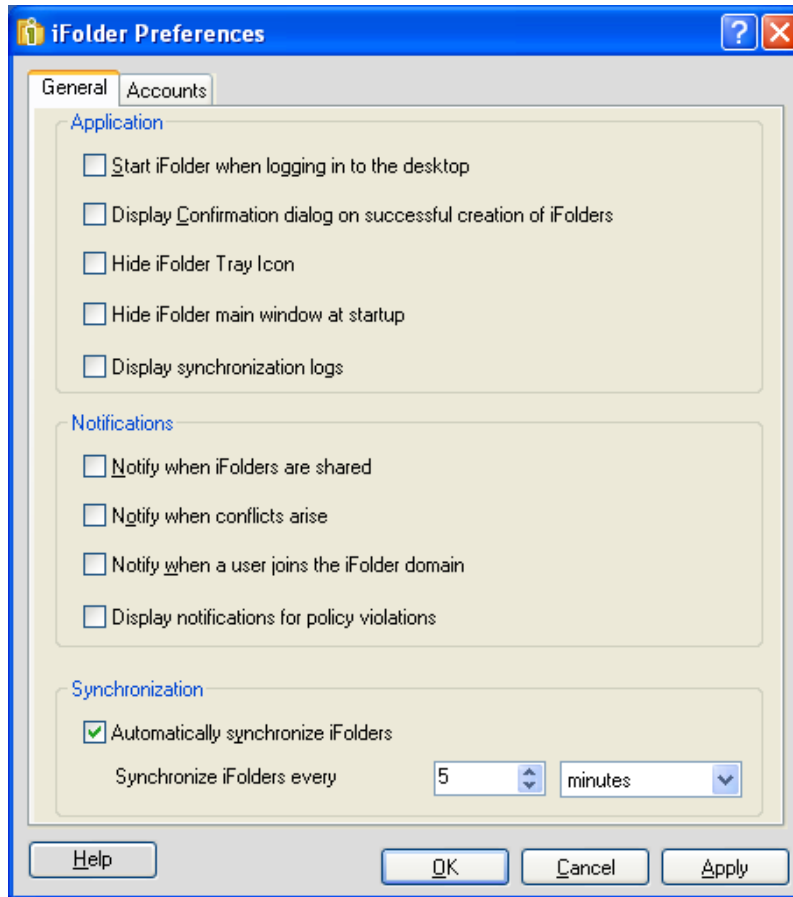 iFolder Preferences
General Accounts
Application
Start iFolder when logging in to the desktop
Display Confirmation dialog on successful creation of iFolders
Hide iFolder Tray Icon
Hide iFolder main window at startup
Display synchronization logs
Notifications
Notify when iFolders are shared
Notify when conflicts arise
Notify when a user joins the iFolder domain
Display notifications for policy violations
Synchronization
Automatically synchronize iFolders
Synchronize iFolders every 5 minutes
Help OK Cancel Apply